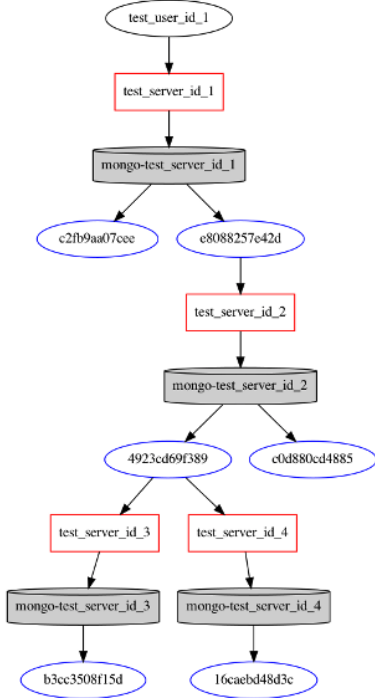 test_user_id_1
test_server_id_1
mongo-test_server_id_1
c2fb9aa07cee
e8088257e42d
test_server_id_2
mongo-test_server_id_2
4923cd69f389
c0d880cd4885
test_server_id_3
test_server_id_4
mongo-test_server_id_3
mongo-test_server_id_4
b3cc3508f15d
16caebd48d3c